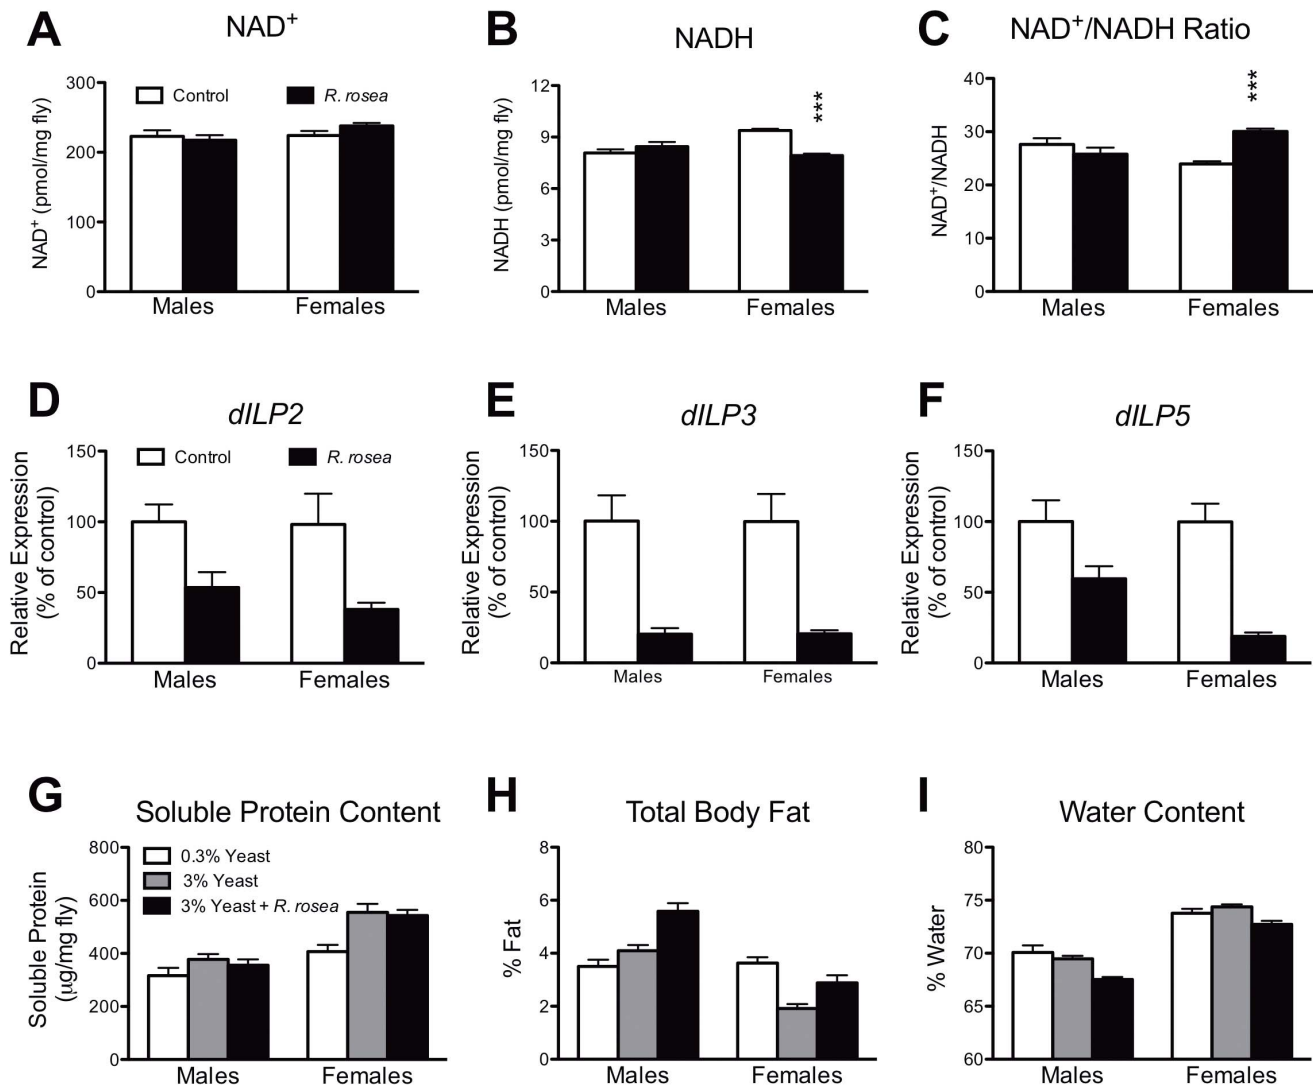 A
NAD⁺
B
NADH
C
NAD⁺/NADH Ratio
NAD⁺ (pmol/mg fly)
300
200
100
0
Control
R. rosea
Males
Females
NADH (pmol/mg fly)
12
9
6
3
0
***
Males
Females
NAD⁺/NADH
40
30
20
10
0
***
Males
Females
D
dILP2
E
dILP3
F
dILP5
Relative Expression
(% of control)
150
100
50
0
Control
R. rosea
Males
Females
Relative Expression
(% of control)
150
100
50
0
Males
Females
Relative Expression
(% of control)
150
100
50
0
Males
Females
G
Soluble Protein Content
H
Total Body Fat
I
Water Content
Soluble Protein
(µg/mg fly)
800
600
400
200
0
0.3% Yeast
3% Yeast
3% Yeast + R. rosea
Males
Females
% Fat
8
6
4
2
0
Males
Females
% Water
80
75
70
65
60
Males
Females